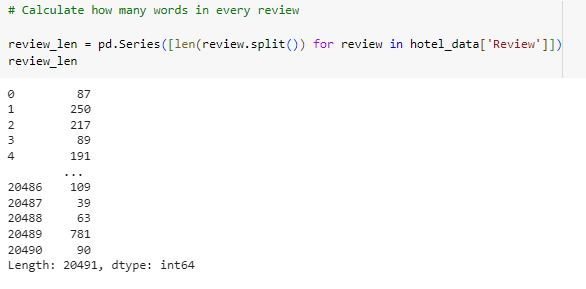 # Calculate how many words in every review
review_len = pd.Series([len(review.split()) for review in hotel_data['Review']])
review_len
0 87
1 250
2 217
3 89
4 191
...
20486 109
20487 39
20488 63
20489 781
20490 90
Length: 20491, dtype: int64